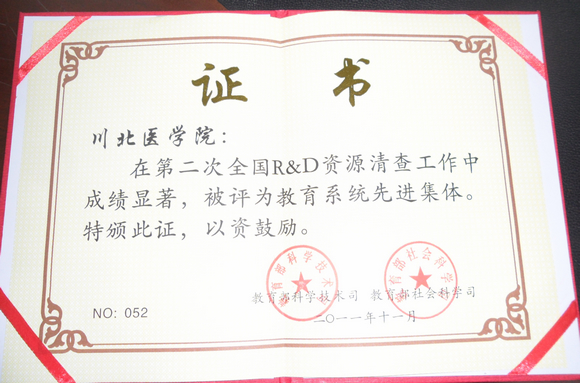 证 书
川北医学院：
在第二次全国R&D资源清查工作中
成绩显著，被评为教育系统先进集体。
特颁此证，以资鼓励。
教育部科学技术司 教育部社会科学司
NO: 052
二〇一一年十一月